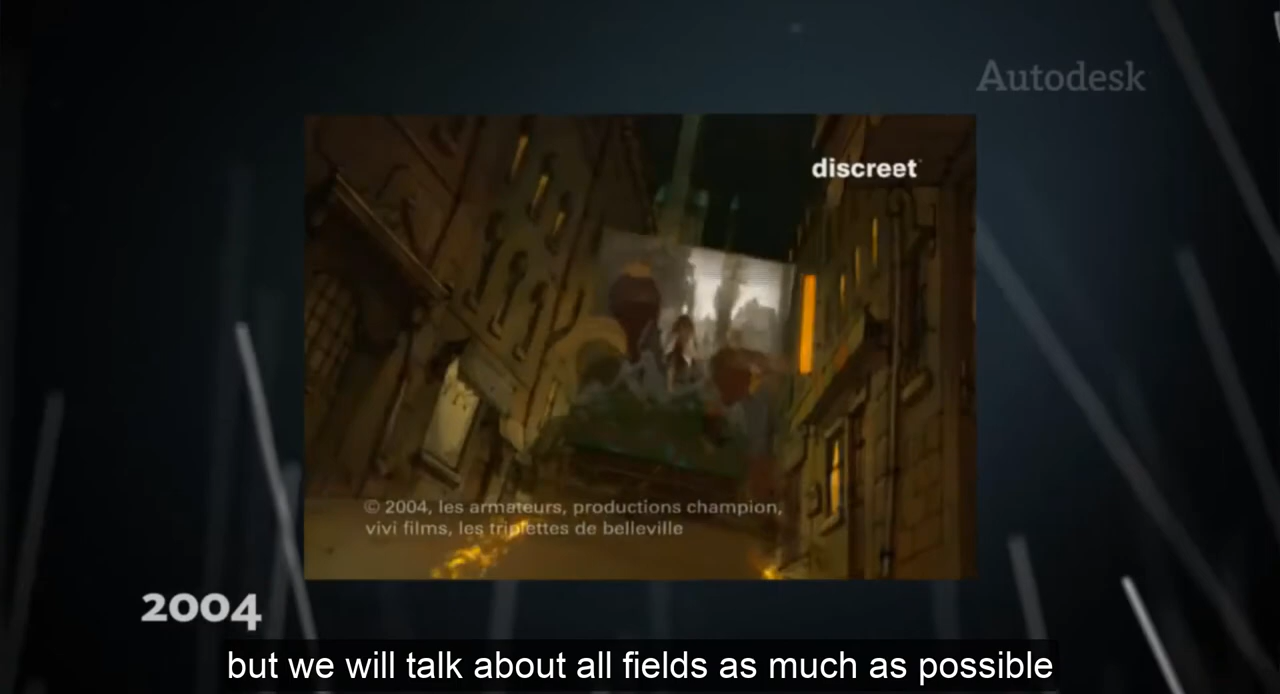 Autodesk
discreet
© 2004, les armateurs, productions champion,
vivi films, les triplettes de belleville
2004
but we will talk about all fields as much as possible